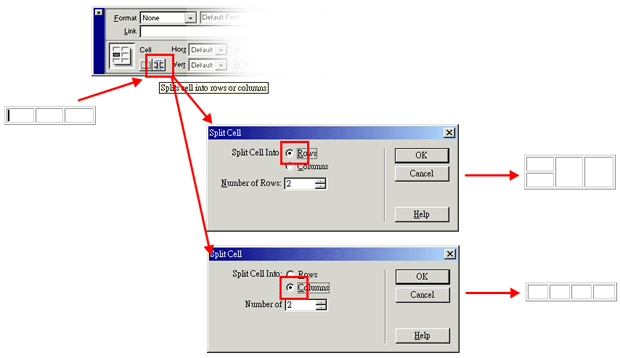 Format None Default Font
Link
Cell Horz Default
Vert Default
Splits cell into rows or columns
Split Cell
Split Cell Into: Rows
Columns
Number of Rows: 2
OK
Cancel
Help
Split Cell
Split Cell Into: Rows
Columns
Number of 2
OK
Cancel
Help